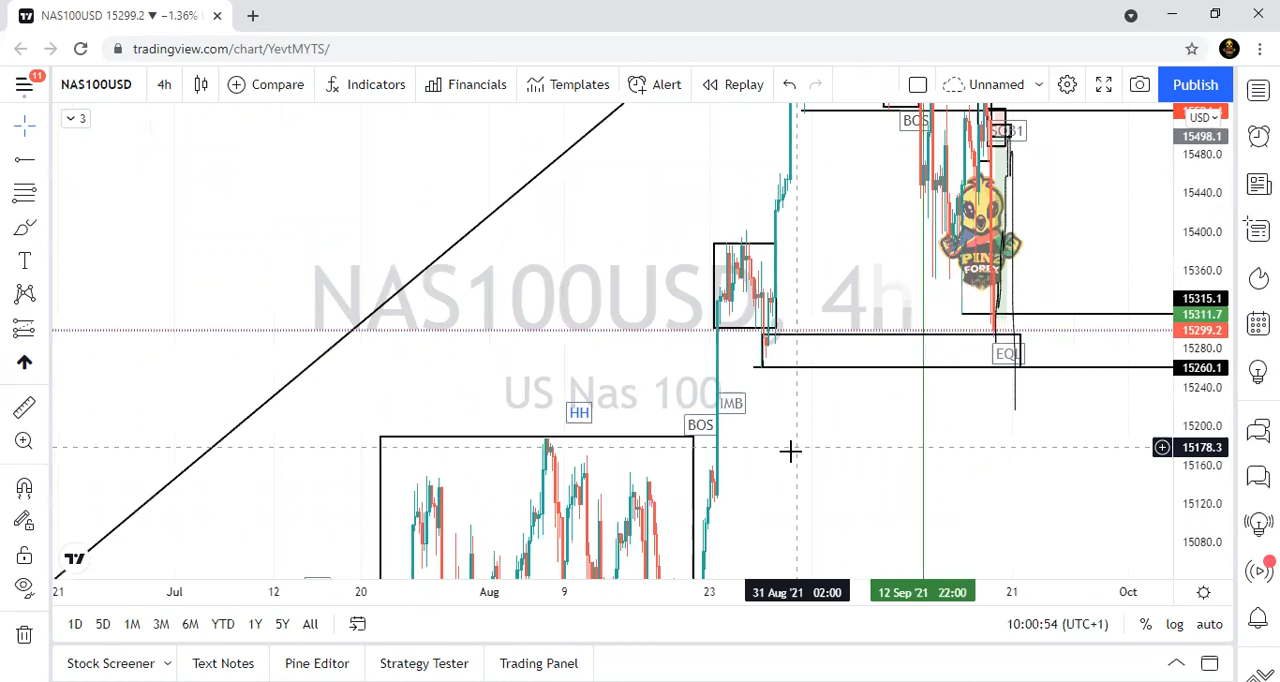 NAS100USD 15299.2 ▼ −1.36%
tradingview.com/chart/YevtMYTS/
11
NAS100USD 4h Compare Indicators Financials Templates Alert Replay Unnamed Publish
3
USD
BOS
15498.1
15480.0
15440.0
15400.0
15360.0
15315.1
15311.7
15299.2
15280.0
15260.1
15240.0
15200.0
15178.3
15160.0
15120.0
15080.0
NAS100USD, 4h
US Nas 100
PINZ
FOREX
EQL
IMB
HH
BOS
21 Jul 12 20 Aug 9 23 31 Aug '21 02:00 12 Sep '21 22:00 21 Oct
1D 5D 1M 3M 6M YTD 1Y 5Y All 10:00:54 (UTC+1) % log auto
Stock Screener Text Notes Pine Editor Strategy Tester Trading Panel